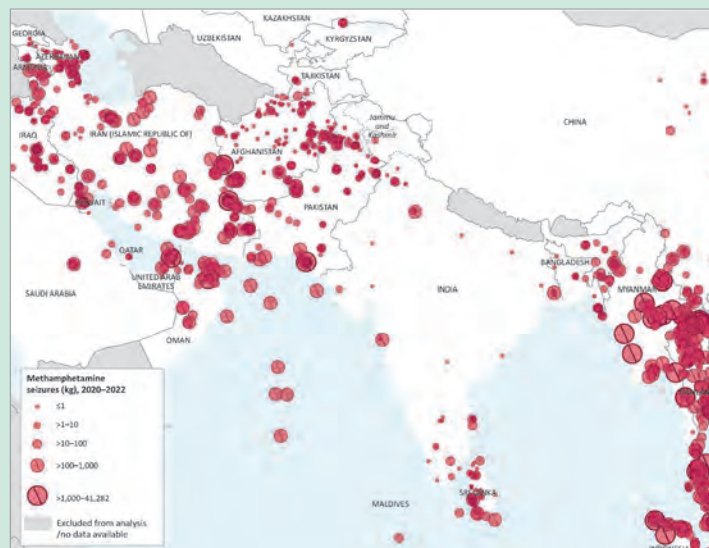 KAZAKHSTAN
GEORGIA
UZBEKISTAN
KYRGYZSTAN
AZERBAIJAN
ARMENIA
TAJIKISTAN
CHINA
Jammu
and
Kashmir
IRAQ
IRAN (ISLAMIC REPUBLIC OF)
AFGHANISTAN
KUWAIT
PAKISTAN
QATAR
BANGLADESH
UNITED ARAB
EMIRATES
INDIA
MYANMAR
SAUDI ARABIA
OMAN
Methamphetamine
seizures (kg), 2020–2022
≤1
>1–10
>10–100
>100–1,000
>1,000–41,282
Excluded from analysis
/no data available
SRI LANKA
MALDIVES
INDONESIA